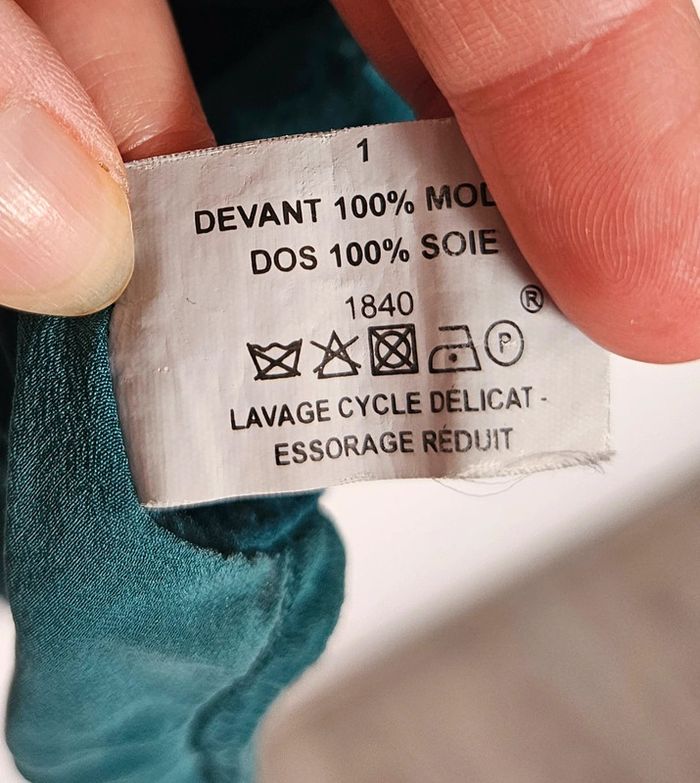 1
DEVANT 100%
DOS 100% SOIE
1840
®
P
LAVAGE CYCLE DÉLICAT -
ESSORAGE RÉDUIT